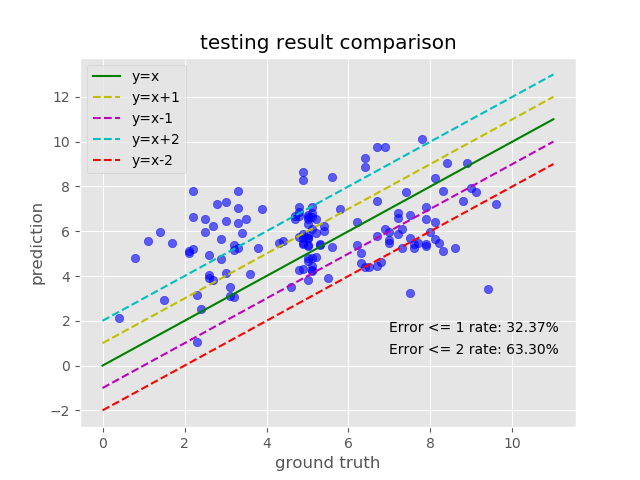 testing result comparison
y=x
y=x+1
y=x-1
y=x+2
y=x-2
12
10
8
6
4
2
0
−2
prediction
Error <= 1 rate: 32.37%
Error <= 2 rate: 63.30%
0 2 4 6 8 10
ground truth